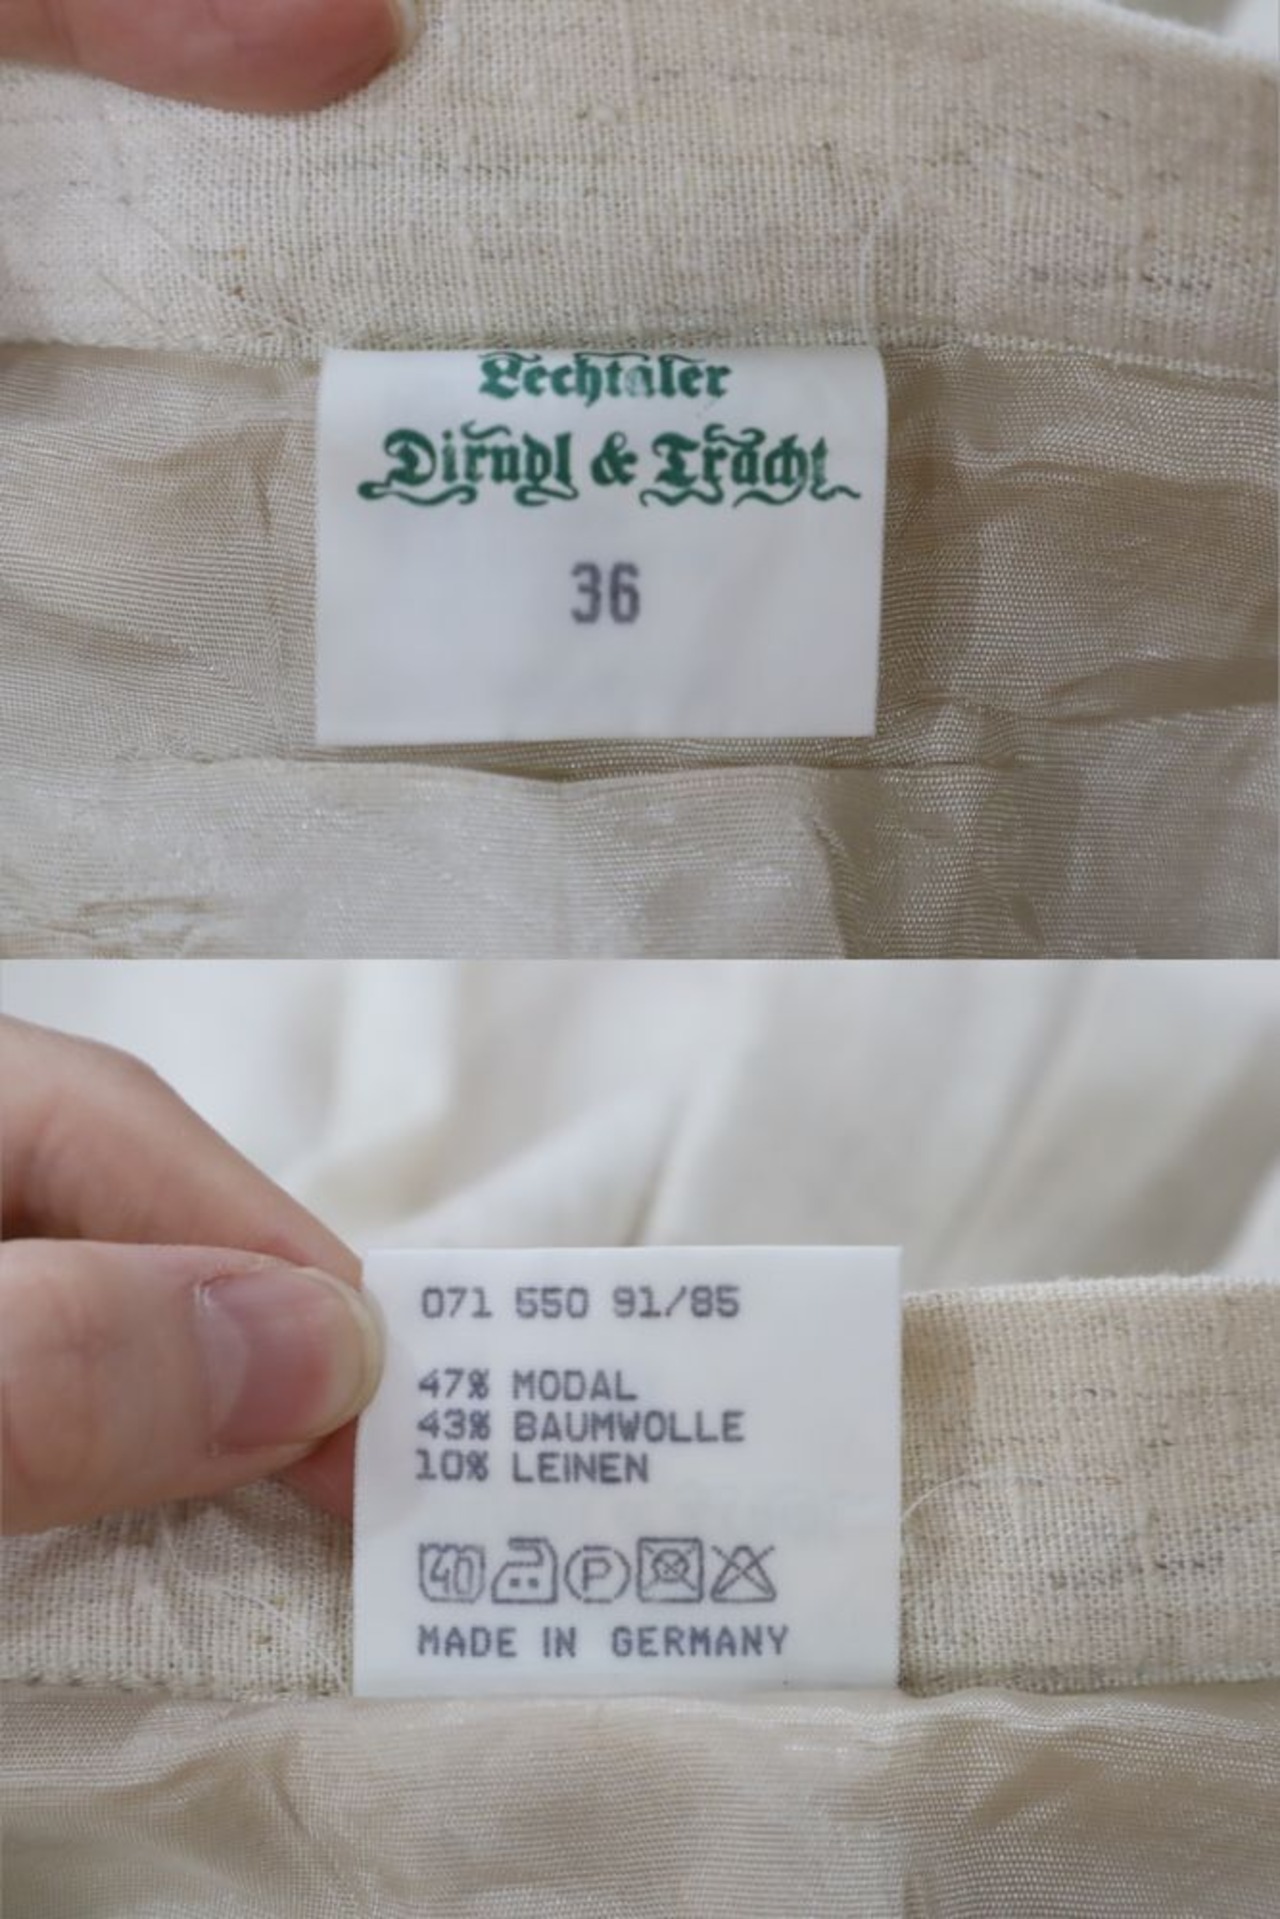 Lechtaler
Dirndl & Tracht
36
071 550 91/85
47% MODAL
43% BAUMWOLLE
10% LEINEN
40 P
MADE IN GERMANY